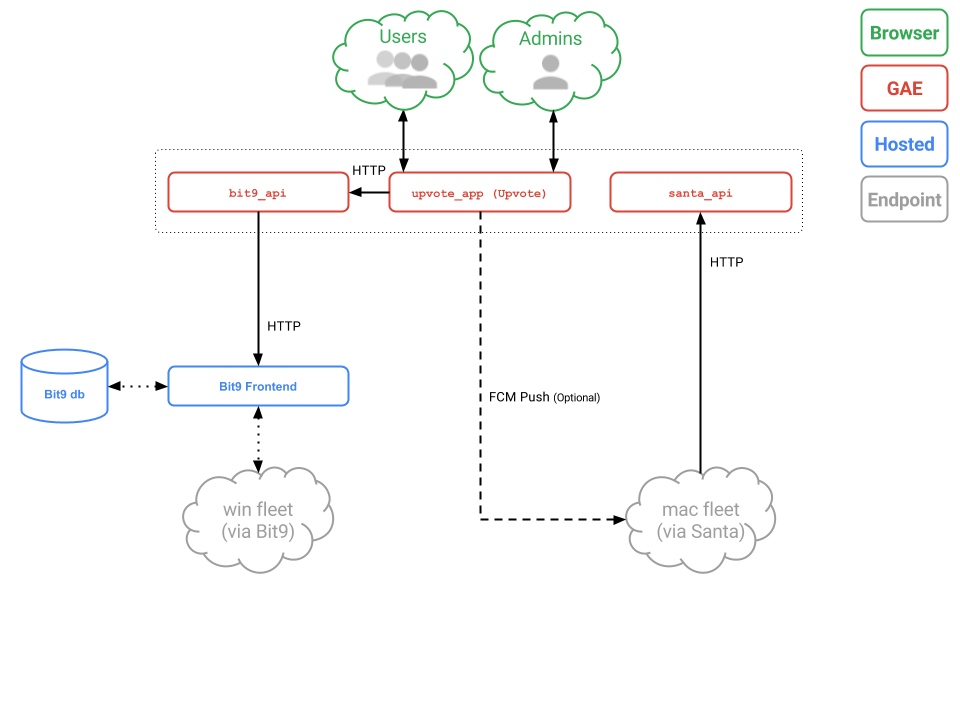 Users
Admins
Browser
GAE
Hosted
Endpoint
HTTP
bit9_api
upvote_app (Upvote)
santa_api
HTTP
HTTP
Bit9 db
Bit9 Frontend
FCM Push (Optional)
win fleet
(via Bit9)
mac fleet
(via Santa)